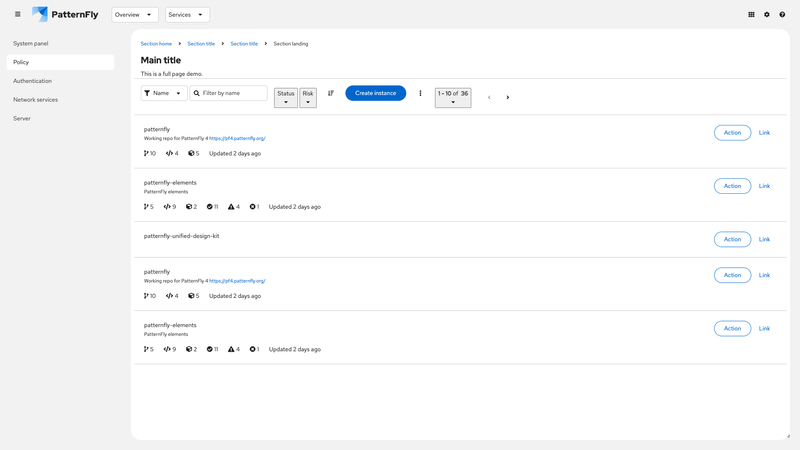 PatternFly
Overview
Services
System panel
Policy
Authentication
Network services
Server
Section home
Section title
Section title
Section landing
Main title
This is a full page demo.
Name
Filter by name
Status
Risk
Create instance
1 - 10 of 36
patternfly
Working repo for PatternFly 4 https://pf4.patternfly.org/
10 4 5 Updated 2 days ago
Action Link
patternfly-elements
PatternFly elements
5 9 2 11 4 1 Updated 2 days ago
Action Link
patternfly-unified-design-kit
Action Link
patternfly
Working repo for PatternFly 4 https://pf4.patternfly.org/
10 4 5 Updated 2 days ago
Action Link
patternfly-elements
PatternFly elements
5 9 2 11 4 1 Updated 2 days ago
Action Link